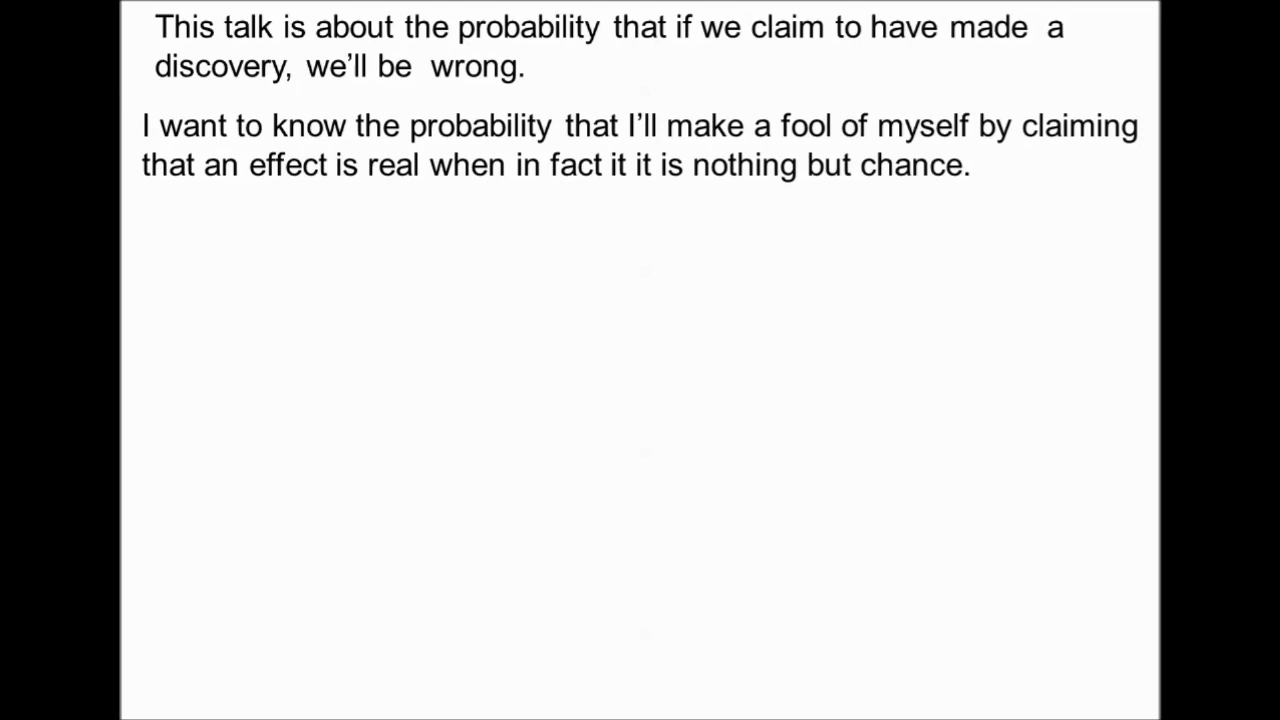 This talk is about the probability that if we claim to have made a
discovery, we'll be wrong.
I want to know the probability that I'll make a fool of myself by claiming
that an effect is real when in fact it it is nothing but chance.